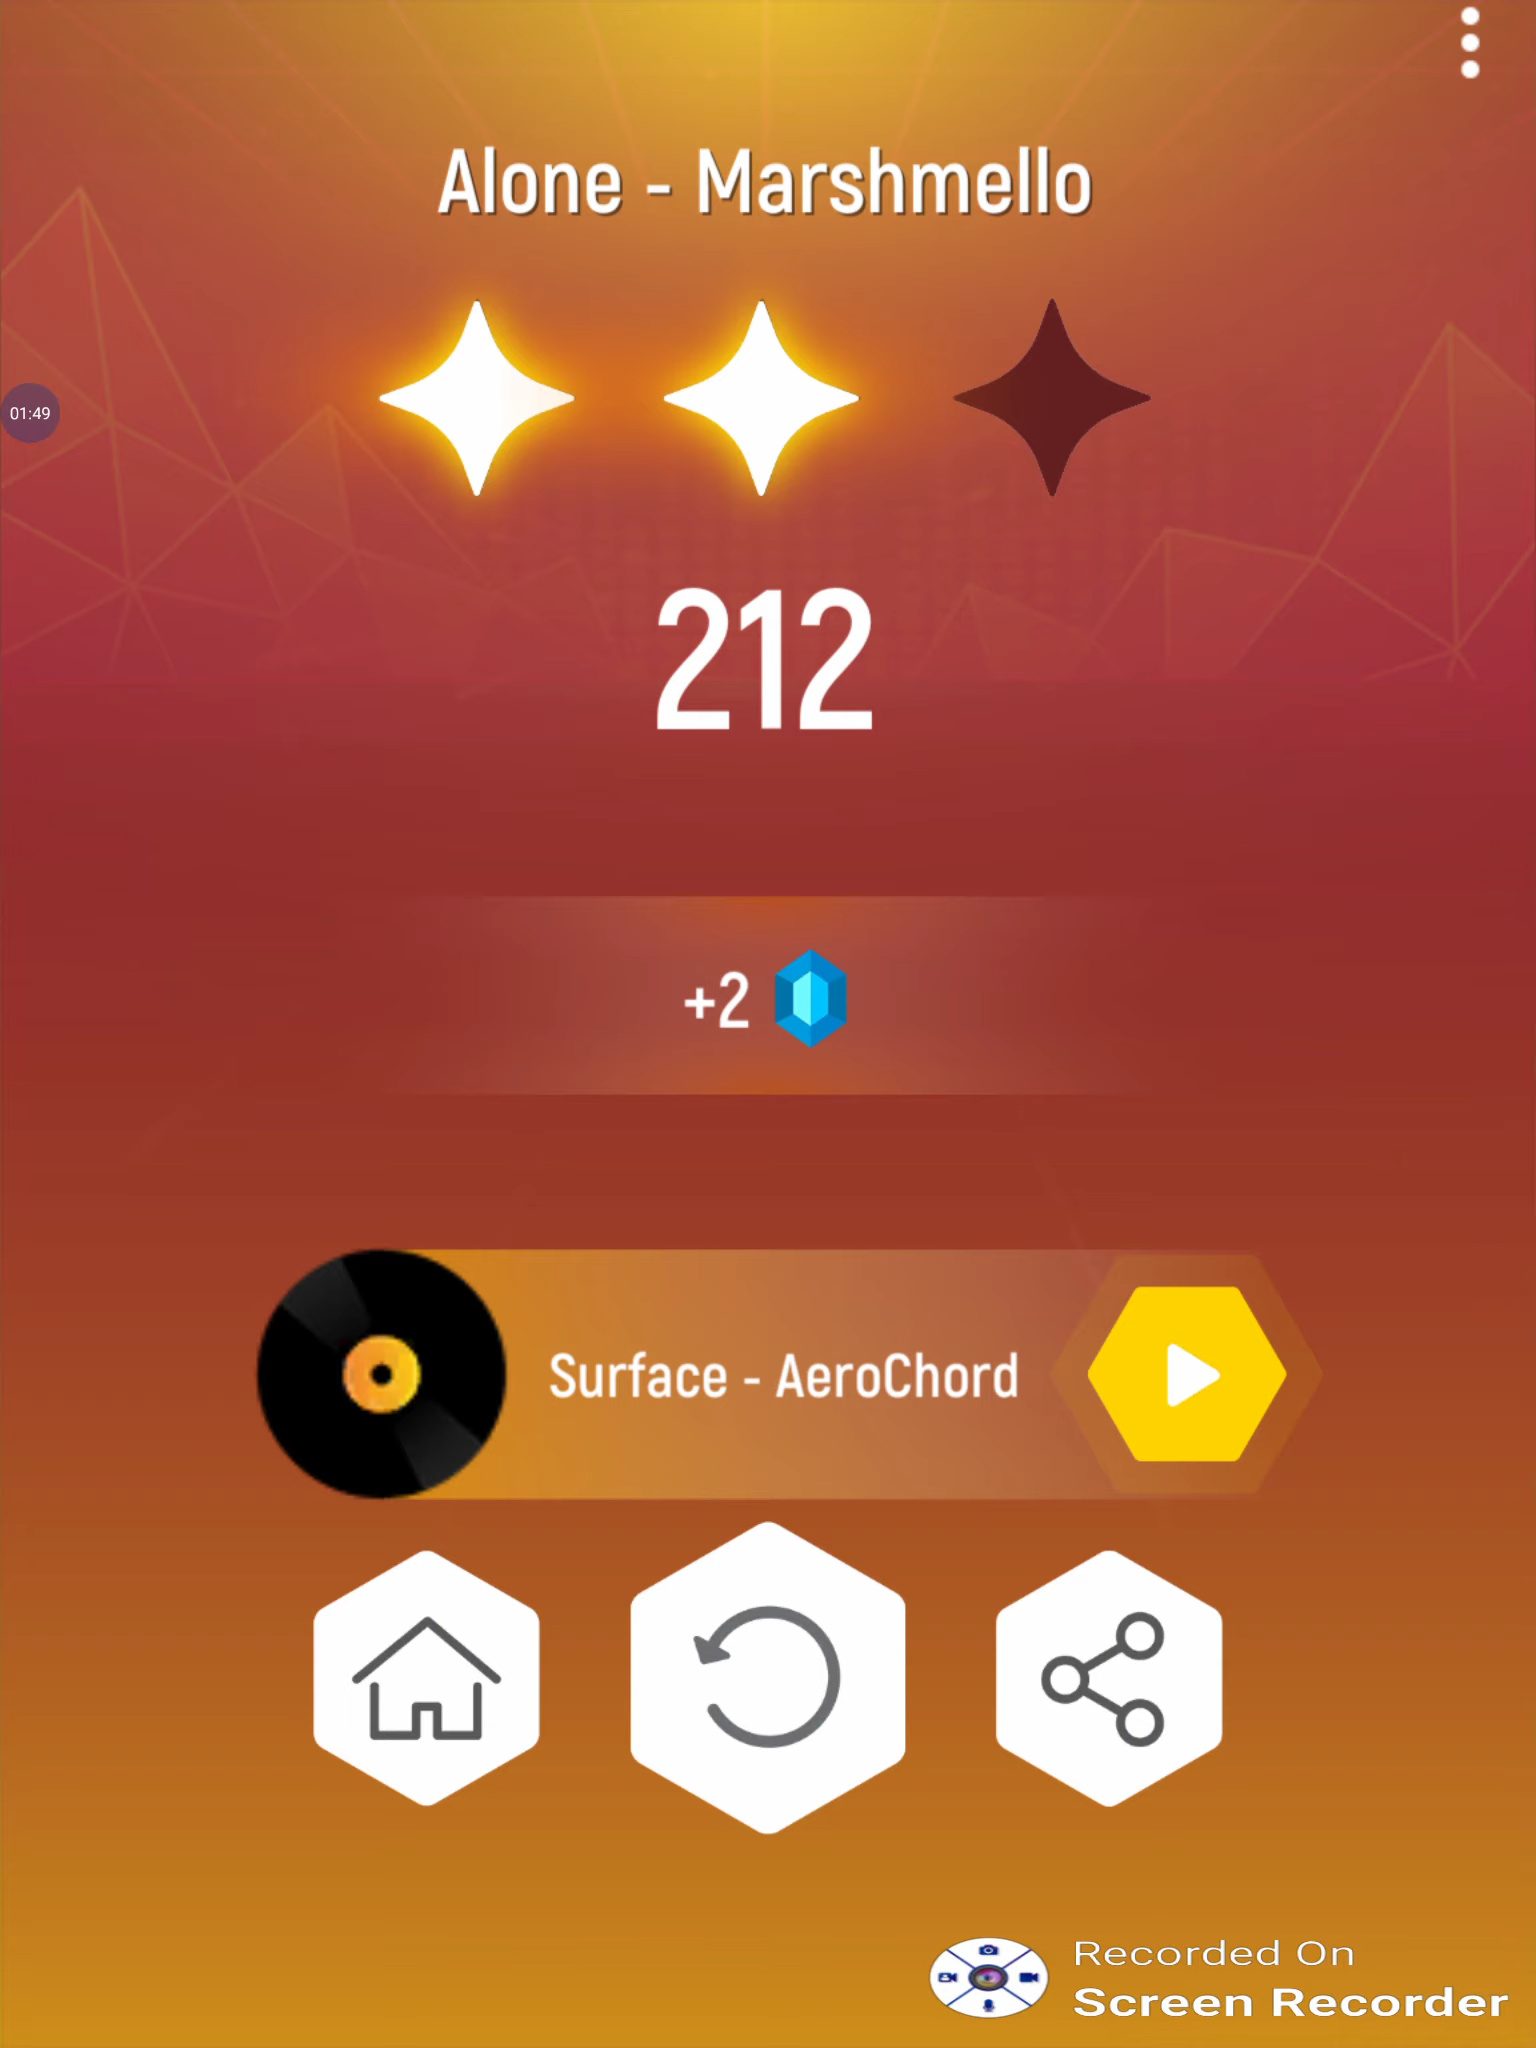 Alone - Marshmello
01:49
212
+2
Surface - AeroChord
Recorded On
Screen Recorder